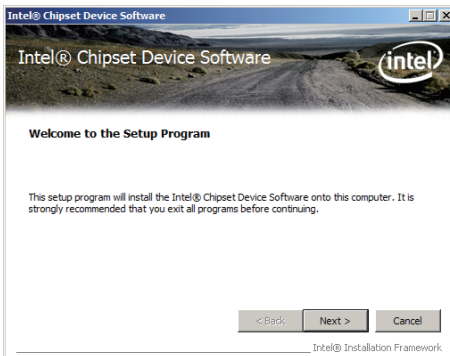 Intel® Chipset Device Software
Intel® Chipset Device Software
intel
Welcome to the Setup Program
This setup program will install the Intel® Chipset Device Software onto this computer. It is
strongly recommended that you exit all programs before continuing.
< Back Next > Cancel
Intel® Installation Framework